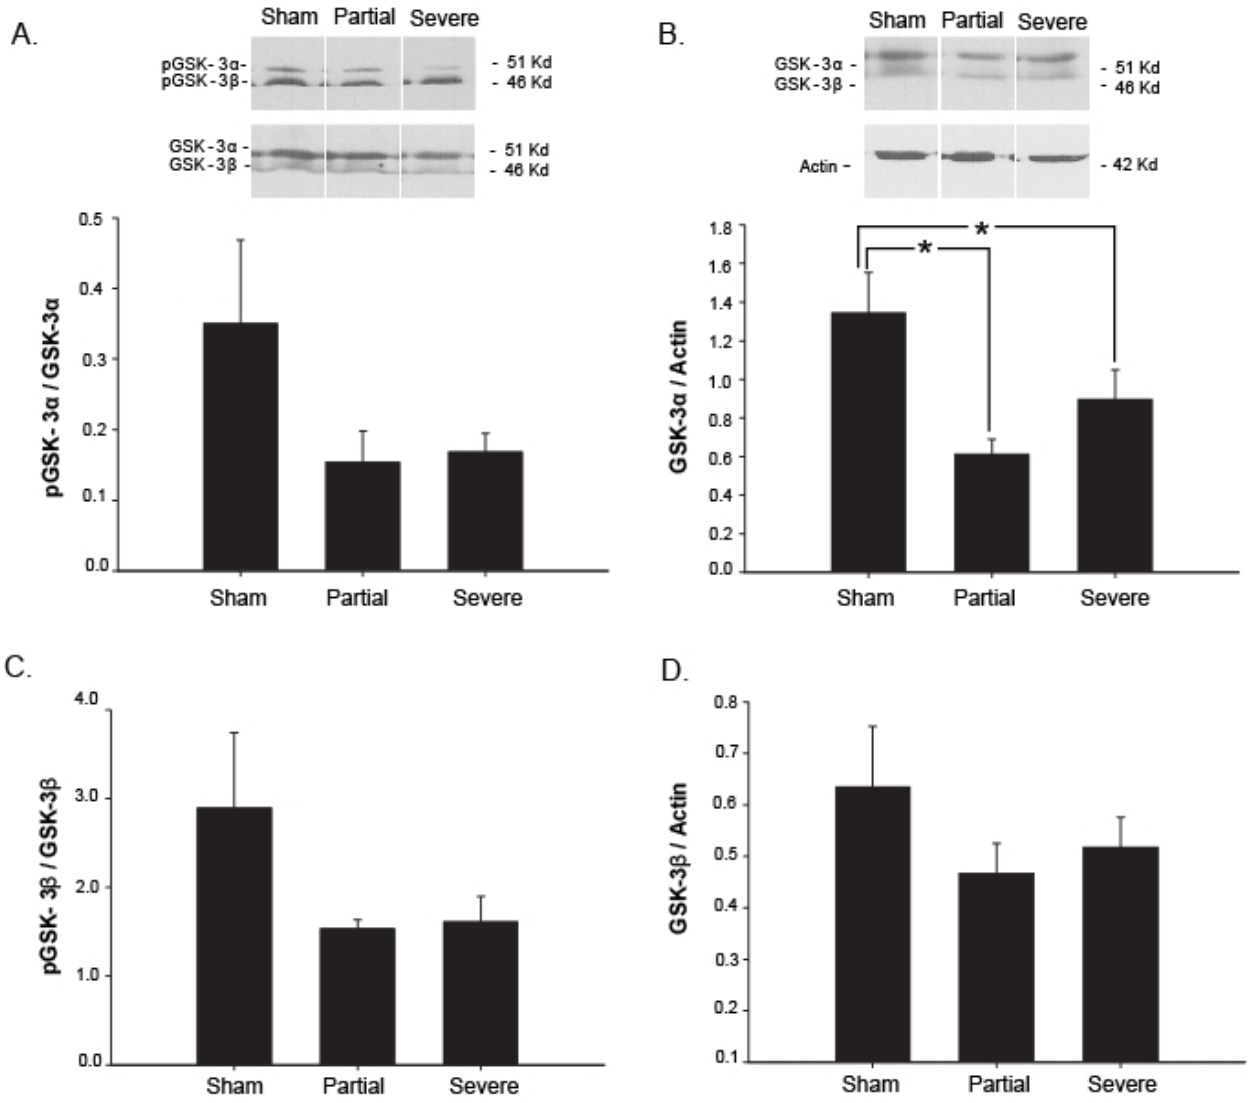 A.
Sham Partial Severe
pGSK- 3α-
pGSK- 3β-
- 51 Kd
- 46 Kd
GSK- 3α -
GSK- 3β -
- 51 Kd
- 46 Kd
0.5
0.4
0.3
0.2
0.1
0.0
pGSK- 3α / GSK-3α
Sham Partial Severe
B.
Sham Partial Severe
GSK- 3α -
GSK- 3β -
- 51 Kd
- 46 Kd
Actin -
- 42 Kd
1.8
1.6
1.4
1.2
1.0
0.8
0.6
0.4
0.2
0.0
GSK-3α / Actin
*
*
Sham Partial Severe
C.
4.0
3.0
2.0
1.0
0.0
pGSK- 3β / GSK-3β
Sham Partial Severe
D.
0.8
0.7
0.6
0.5
0.4
0.3
0.2
0.1
GSK-3β / Actin
Sham Partial Severe